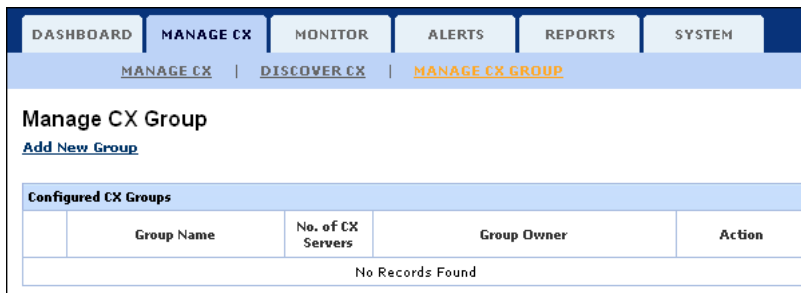 DASHBOARD MANAGE CX MONITOR ALERTS REPORTS SYSTEM
MANAGE CX | DISCOVER CX | MANAGE CX GROUP
Manage CX Group
Add New Group
Configured CX Groups
Group Name No. of CX Servers Group Owner Action
No Records Found